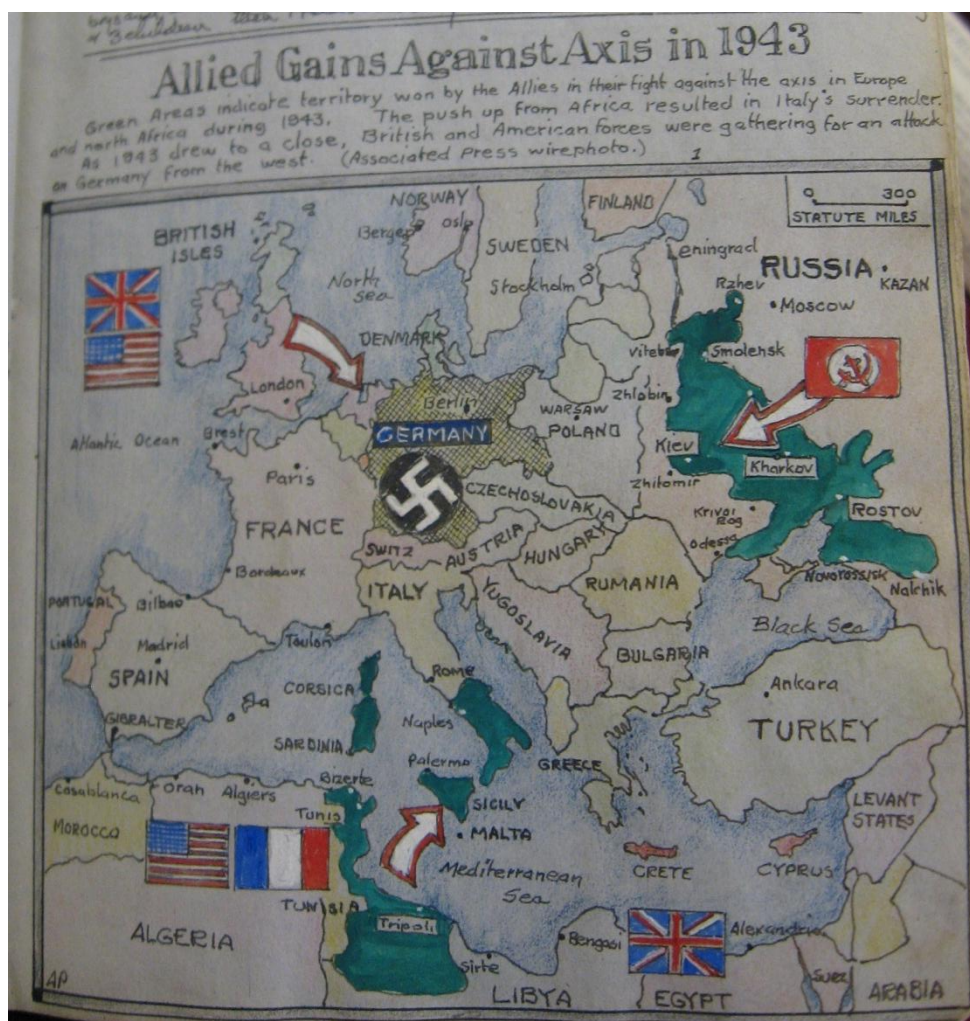 Allied Gains Against Axis in 1943
Green Areas indicate territory won by the Allies in their fight against the axis in Europe
and north Africa during 1943. The push up from Africa resulted in Italy's surrender.
As 1943 drew to a close, British and American forces were gathering for an attack
on Germany from the west. (Associated Press wirephoto.) 1
0 300
STATUTE MILES
NORWAY
FINLAND
Bergen Oslo
BRITISH
ISLES
SWEDEN
Leningrad
RUSSIA
KAZAN
North
Sea
Stockholm
Rzhev
Moscow
DENMARK
Vitebsk
Smolensk
London
Berlin
Zhlobin
WARSAW
POLAND
Atlantic Ocean
Brest
GERMANY
Kiev
Kharkov
Paris
CZECHOSLOVAKIA
Zhitomir
FRANCE
Krivoi
Rog
ROSTOV
SWITZ
AUSTRIA
HUNGARY
Odessa
Bordeaux
ITALY
RUMANIA
Novorossisk
Nalchik
PORTUGAL
Bilbao
YUGOSLAVIA
Black Sea
Lisbon
Madrid
Toulon
BULGARIA
SPAIN
CORSICA
Rome
Ankara
GIBRALTER
Naples
TURKEY
SARDINIA
Palermo
GREECE
Casablanca
Oran
Algiers
Bizerte
SICILY
LEVANT
STATES
MOROCCO
Tunis
MALTA
Mediterranean
Sea
CRETE
CYPRUS
TUNISIA
ALGERIA
Tripoli
Bengasi
Alexandria
Sirte
Suez
AP
LIBYA
EGYPT
ARABIA